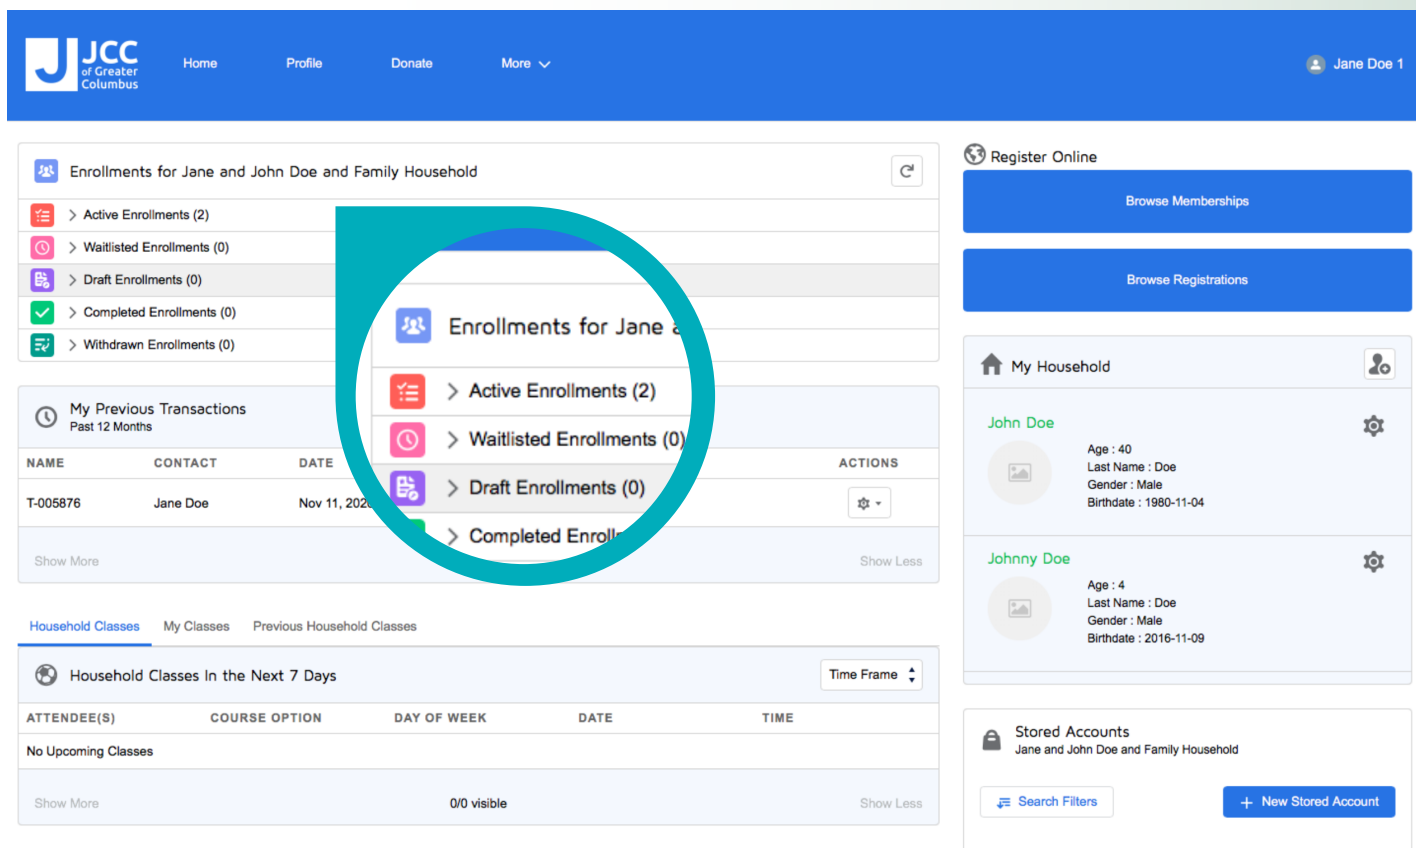 JCC
of Greater
Columbus
Home
Profile
Donate
More
Jane Doe 1
Enrollments for Jane and John Doe and Family Household
Active Enrollments (2)
Waitlisted Enrollments (0)
Draft Enrollments (0)
Completed Enrollments (0)
Withdrawn Enrollments (0)
Enrollments for Jane
Active Enrollments (2)
Waitlisted Enrollments (0)
Draft Enrollments (0)
Completed Enroll
My Previous Transactions
Past 12 Months
NAME CONTACT DATE ACTIONS
T-005876 Jane Doe Nov 11, 202
Show More Show Less
Household Classes My Classes Previous Household Classes
Household Classes In the Next 7 Days
Time Frame
ATTENDEE(S) COURSE OPTION DAY OF WEEK DATE TIME
No Upcoming Classes
Show More 0/0 visible Show Less
Register Online
Browse Memberships
Browse Registrations
My Household
John Doe
Age : 40
Last Name : Doe
Gender : Male
Birthdate : 1980-11-04
Johnny Doe
Age : 4
Last Name : Doe
Gender : Male
Birthdate : 2016-11-09
Stored Accounts
Jane and John Doe and Family Household
Search Filters
+ New Stored Account